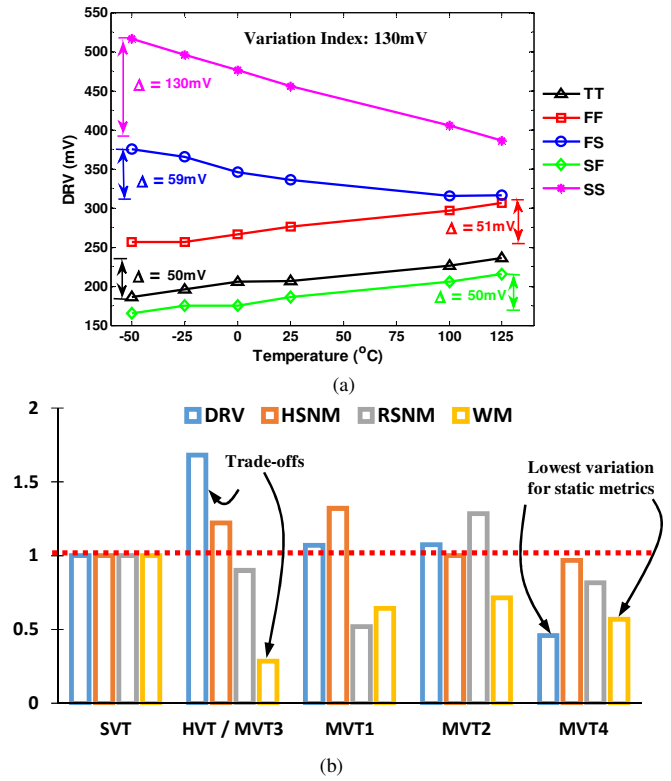 550
500
450
400
350
300
250
200
150
DRV (mV)
Variation Index: 130mV
Δ = 130mV
Δ = 59mV
Δ = 51mV
Δ = 50mV
Δ = 50mV
TT
FF
FS
SF
SS
-50 -25 0 25 100 125
Temperature (°C)
(a)
2
1.5
1
0.5
0
DRV HSNM RSNM WM
Trade-offs
Lowest variation
for static metrics
SVT HVT / MVT3 MVT1 MVT2 MVT4
(b)